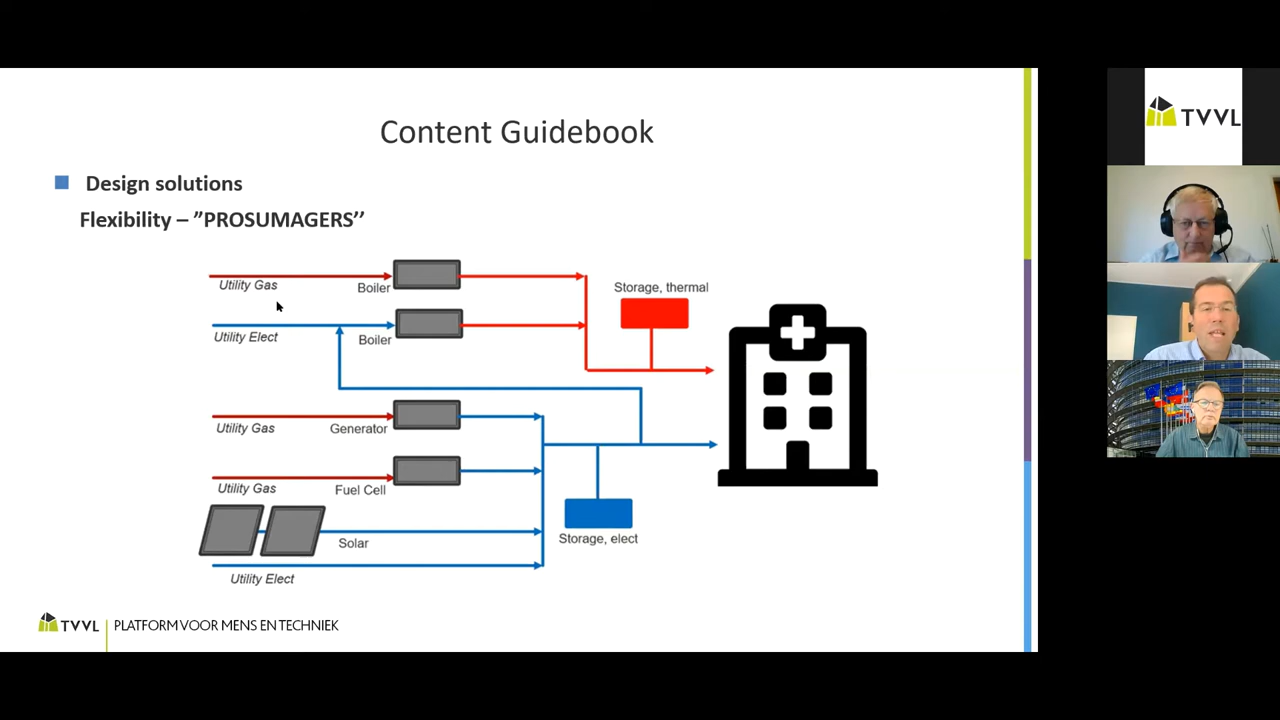 Content Guidebook
Design solutions
Flexibility – ”PROSUMAGERS’’
Utility Gas
Boiler
Storage, thermal
Utility Elect
Boiler
Utility Gas
Generator
Utility Gas
Fuel Cell
Solar
Storage, elect
Utility Elect
TVVL
PLATFORM VOOR MENS EN TECHNIEK
TVVL